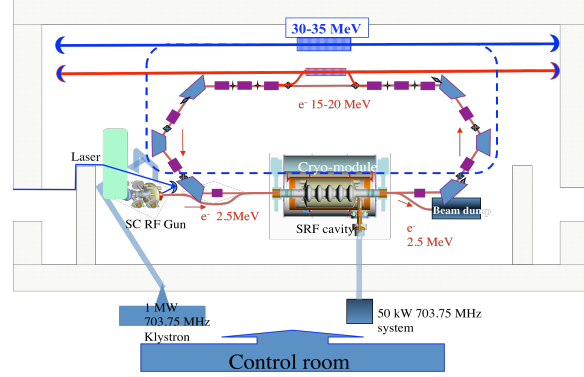 30-35 MeV
e⁻ 15-20 MeV
Laser
Cryo-module
SC RF Gun
e⁻ 2.5MeV
SRF cavity
Beam dump
e⁻
2.5 MeV
1 MW
703.75 MHz
Klystron
50 kW 703.75 MHz
system
Control room